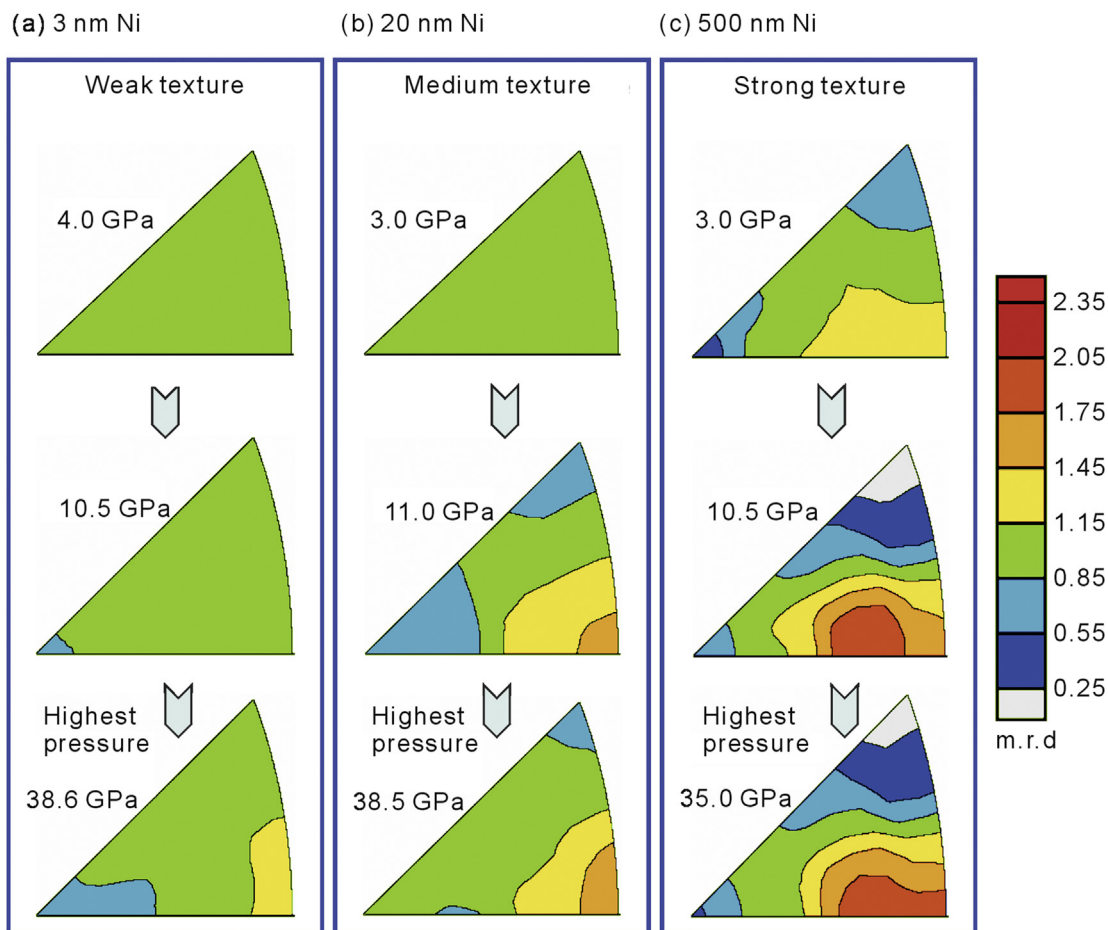 (a) 3 nm Ni
(b) 20 nm Ni
(c) 500 nm Ni
Weak texture
Medium texture
Strong texture
4.0 GPa
3.0 GPa
3.0 GPa
10.5 GPa
11.0 GPa
10.5 GPa
Highest
pressure
38.6 GPa
Highest
pressure
38.5 GPa
Highest
pressure
35.0 GPa
2.35
2.05
1.75
1.45
1.15
0.85
0.55
0.25
m.r.d